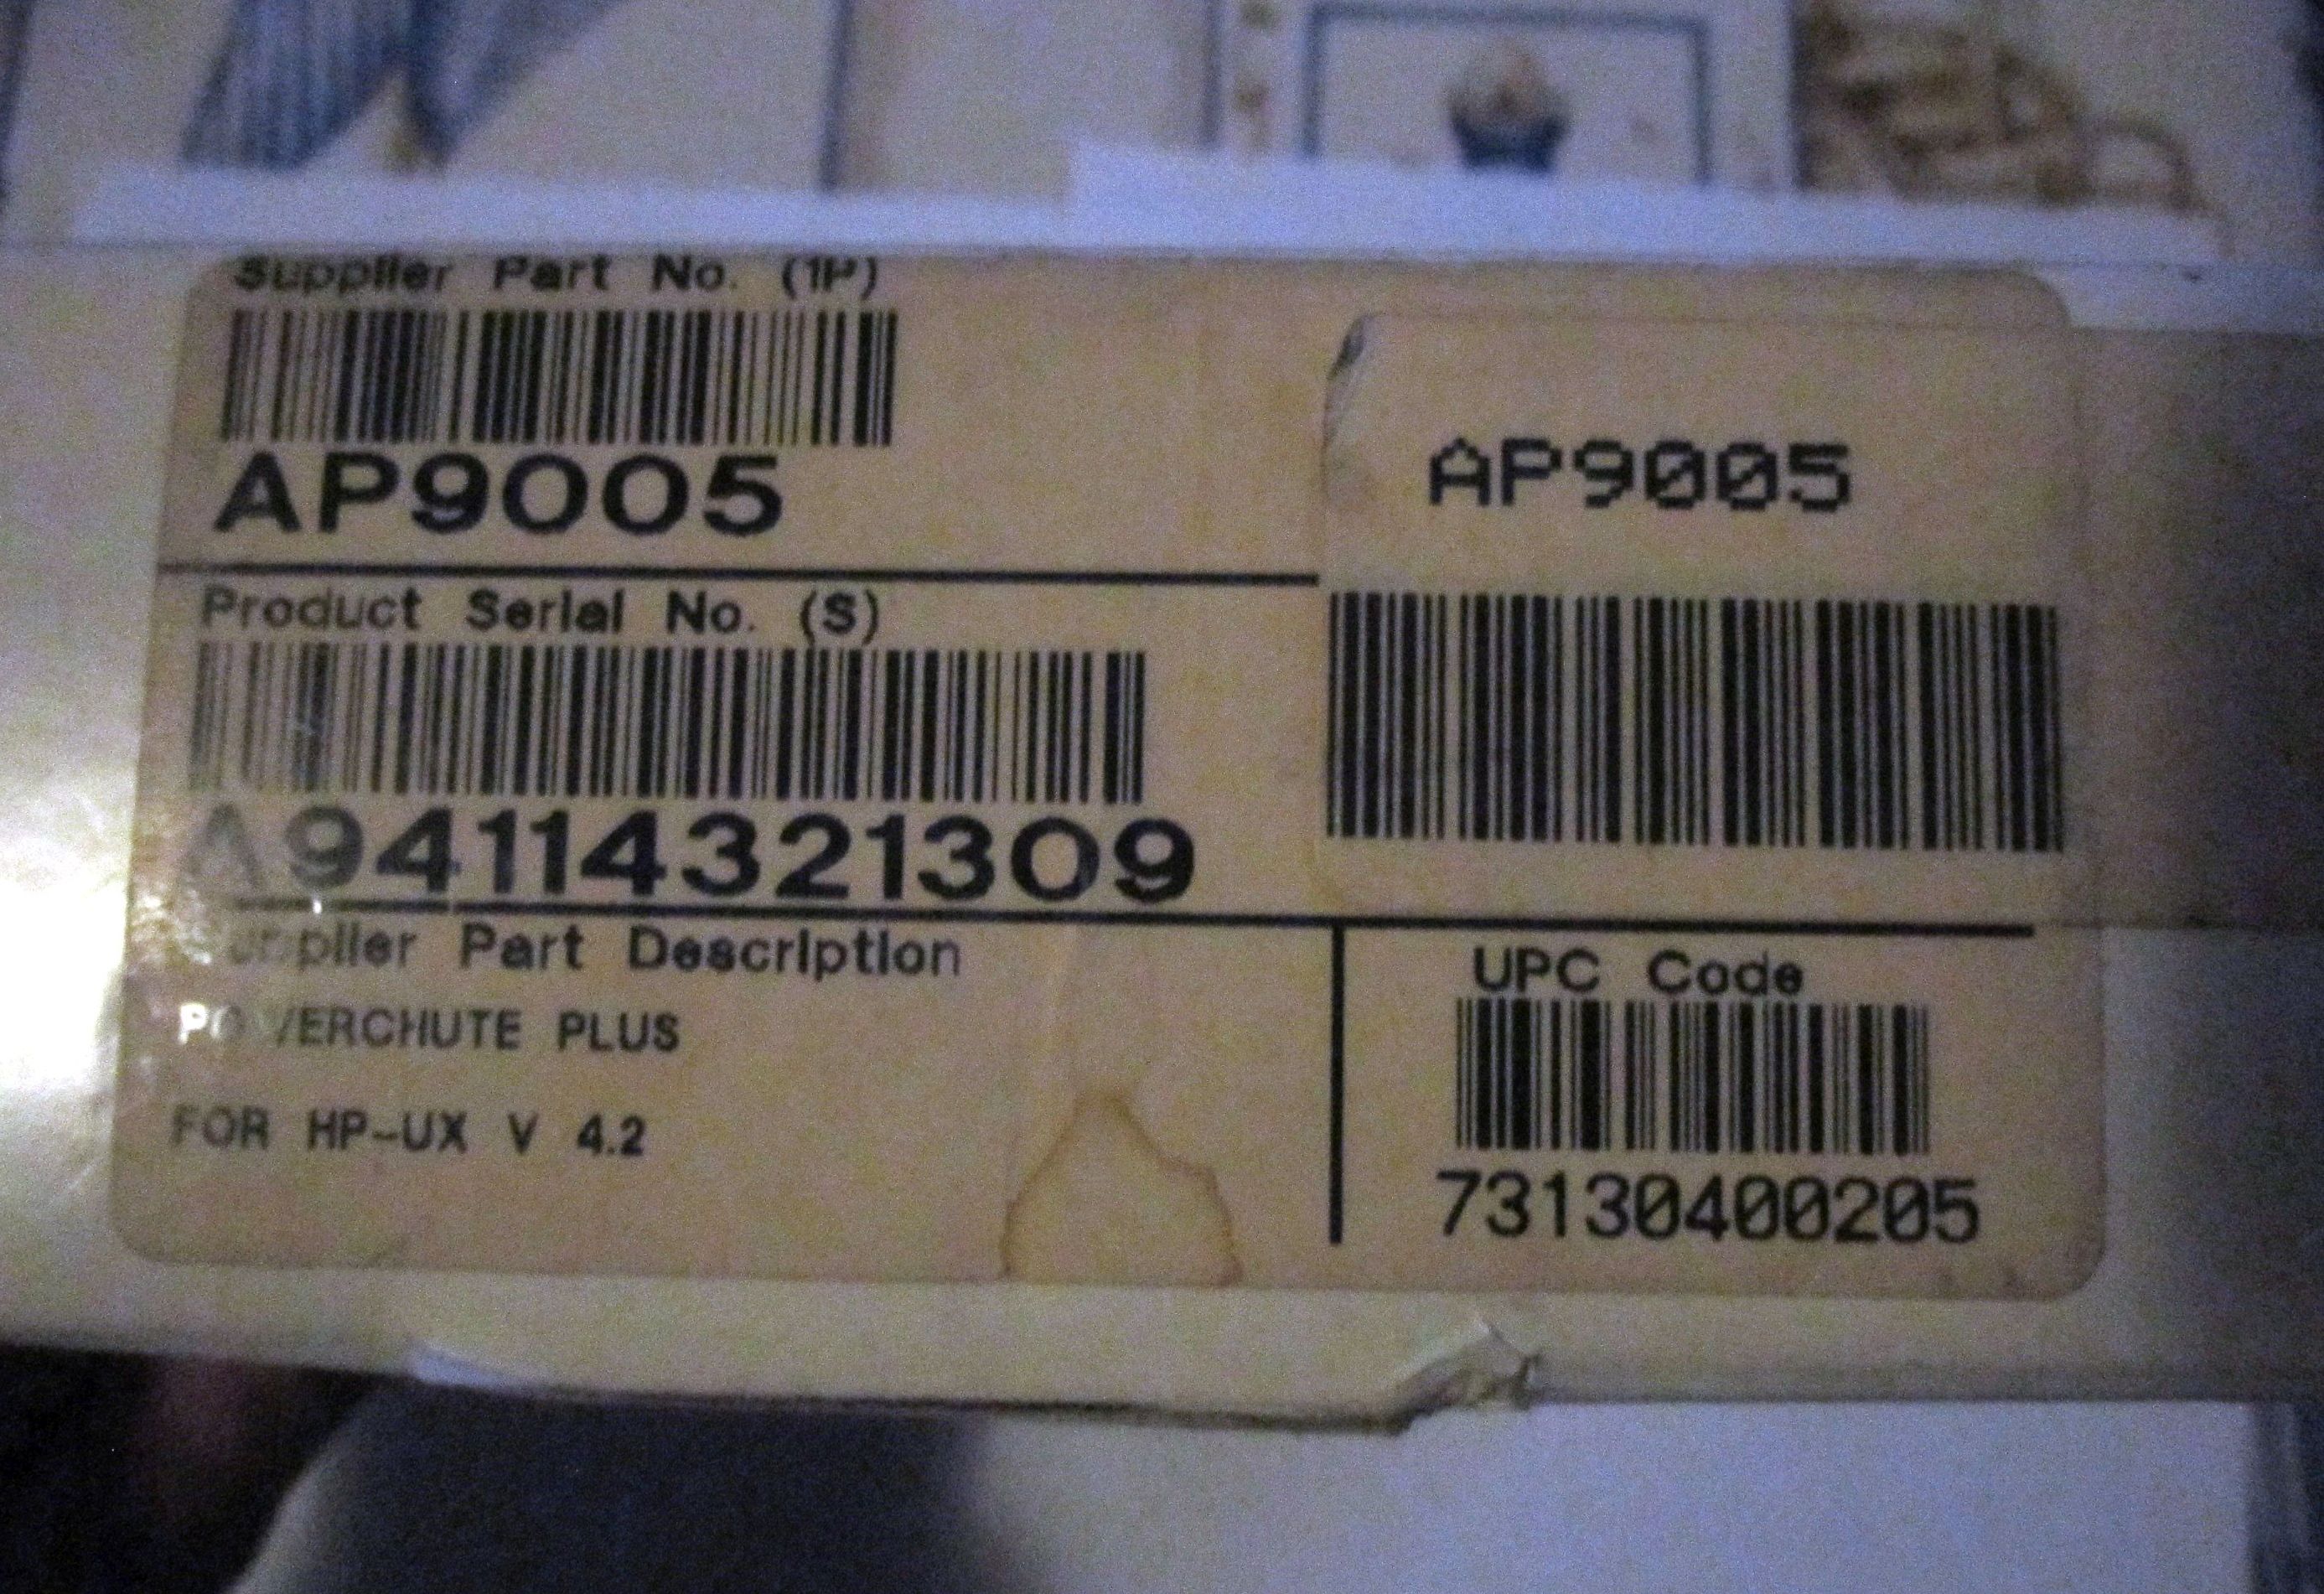 Supplier Part No. (1P)
AP9005
Product Serial No. (S)
A94114321309
Supplier Part Description
POWERCHUTE PLUS
FOR HP-UX V 4.2
AP9005
UPC Code
73130400205